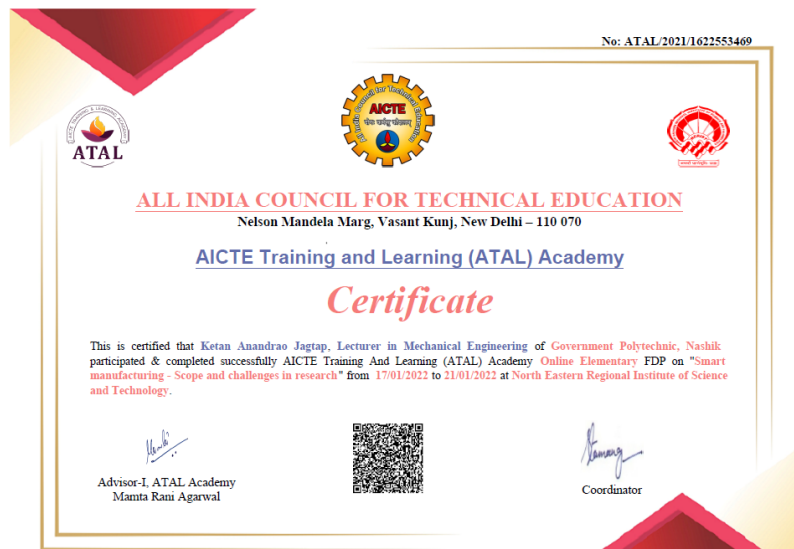 No: ATAL/2021/1622553469
AICTE
ATAL
ALL INDIA COUNCIL FOR TECHNICAL EDUCATION
Nelson Mandela Marg, Vasant Kunj, New Delhi – 110 070
AICTE Training and Learning (ATAL) Academy
Certificate
This is certified that Ketan Anandrao Jagtap, Lecturer in Mechanical Engineering of Government Polytechnic, Nashik
participated & completed successfully AICTE Training And Learning (ATAL) Academy Online Elementary FDP on "Smart
manufacturing - Scope and challenges in research" from 17/01/2022 to 21/01/2022 at North Eastern Regional Institute of Science
and Technology.
Advisor-I, ATAL Academy
Mamta Rani Agarwal
Coordinator